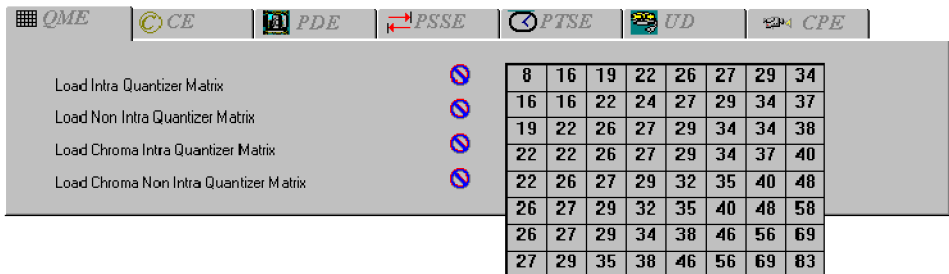 QME CE PDE PSSE PTSE UD CPE
Load Intra Quantizer Matrix
Load Non Intra Quantizer Matrix
Load Chroma Intra Quantizer Matrix
Load Chroma Non Intra Quantizer Matrix
8 16 19 22 26 27 29 34
16 16 22 24 27 29 34 37
19 22 26 27 29 34 34 38
22 22 26 27 29 34 37 40
22 26 27 29 32 35 40 48
26 27 29 32 35 40 48 58
26 27 29 34 38 46 56 69
27 29 35 38 46 56 69 83